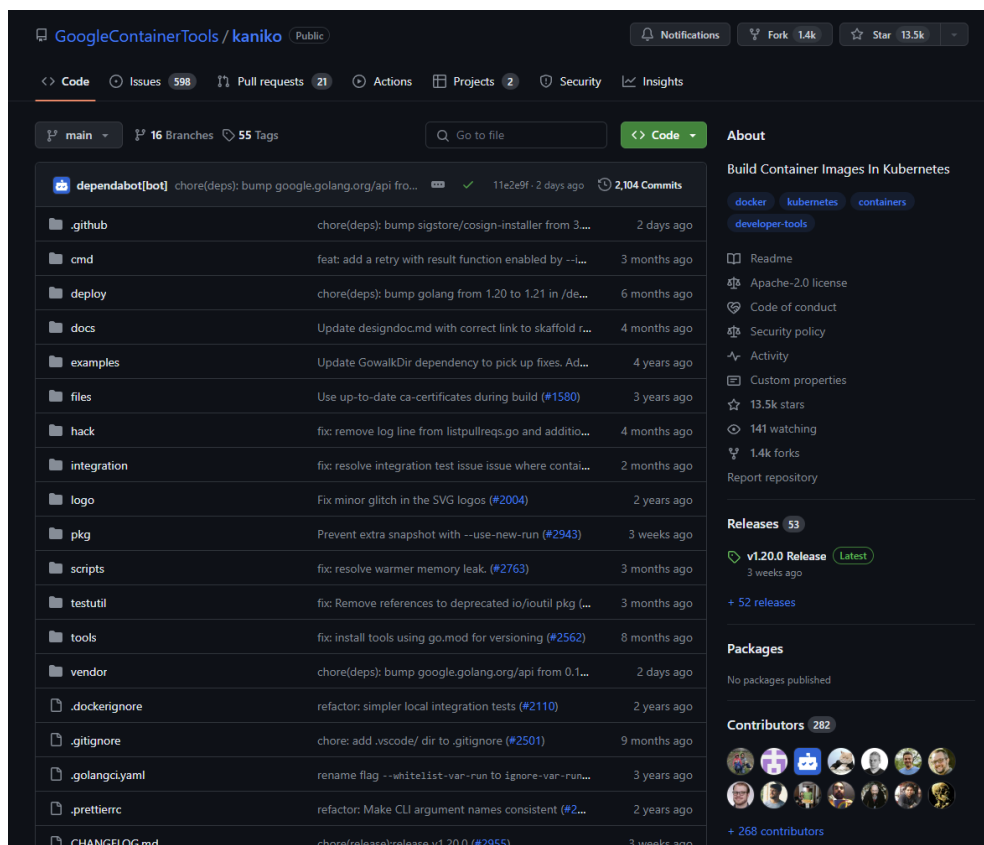 GoogleContainerTools / kaniko Public
Notifications Fork 1.4k Star 13.5k
Code Issues 598 Pull requests 21 Actions Projects 2 Security Insights
main 16 Branches 55 Tags Go to file Code
dependabot[bot] chore(deps): bump google.golang.org/api fro... 11e2e9f · 2 days ago 2,104 Commits
.github chore(deps): bump sigstore/cosign-installer from 3.... 2 days ago
cmd feat: add a retry with result function enabled by --i... 3 months ago
deploy chore(deps): bump golang from 1.20 to 1.21 in /de... 6 months ago
docs Update designdoc.md with correct link to skaffold r... 4 months ago
examples Update GowalkDir dependency to pick up fixes. Ad... 4 years ago
files Use up-to-date ca-certificates during build (#1580) 3 years ago
hack fix: remove log line from listpullreqs.go and additio... 4 months ago
integration fix: resolve integration test issue issue where contai... 2 months ago
logo Fix minor glitch in the SVG logos (#2004) 2 years ago
pkg Prevent extra snapshot with --use-new-run (#2943) 3 weeks ago
scripts fix: resolve warmer memory leak. (#2763) 3 months ago
testutil fix: Remove references to deprecated io/ioutil pkg (... 3 months ago
tools fix: install tools using go.mod for versioning (#2562) 8 months ago
vendor chore(deps): bump google.golang.org/api from 0.1... 2 days ago
.dockerignore refactor: simpler local integration tests (#2110) 2 years ago
.gitignore chore: add .vscode/ dir to .gitignore (#2501) 9 months ago
.golangci.yaml rename flag --whitelist-var-run to ignore-var-run... 3 years ago
.prettierrc refactor: Make CLI argument names consistent (#2... 2 years ago
CHANGELOG.md chore(release):release v1.20.0 (#2955) 3 weeks ago
About
Build Container Images In Kubernetes
docker kubernetes containers
developer-tools
Readme
Apache-2.0 license
Code of conduct
Security policy
Activity
Custom properties
13.5k stars
141 watching
1.4k forks
Report repository
Releases 53
v1.20.0 Release Latest
3 weeks ago
+ 52 releases
Packages
No packages published
Contributors 282
+ 268 contributors